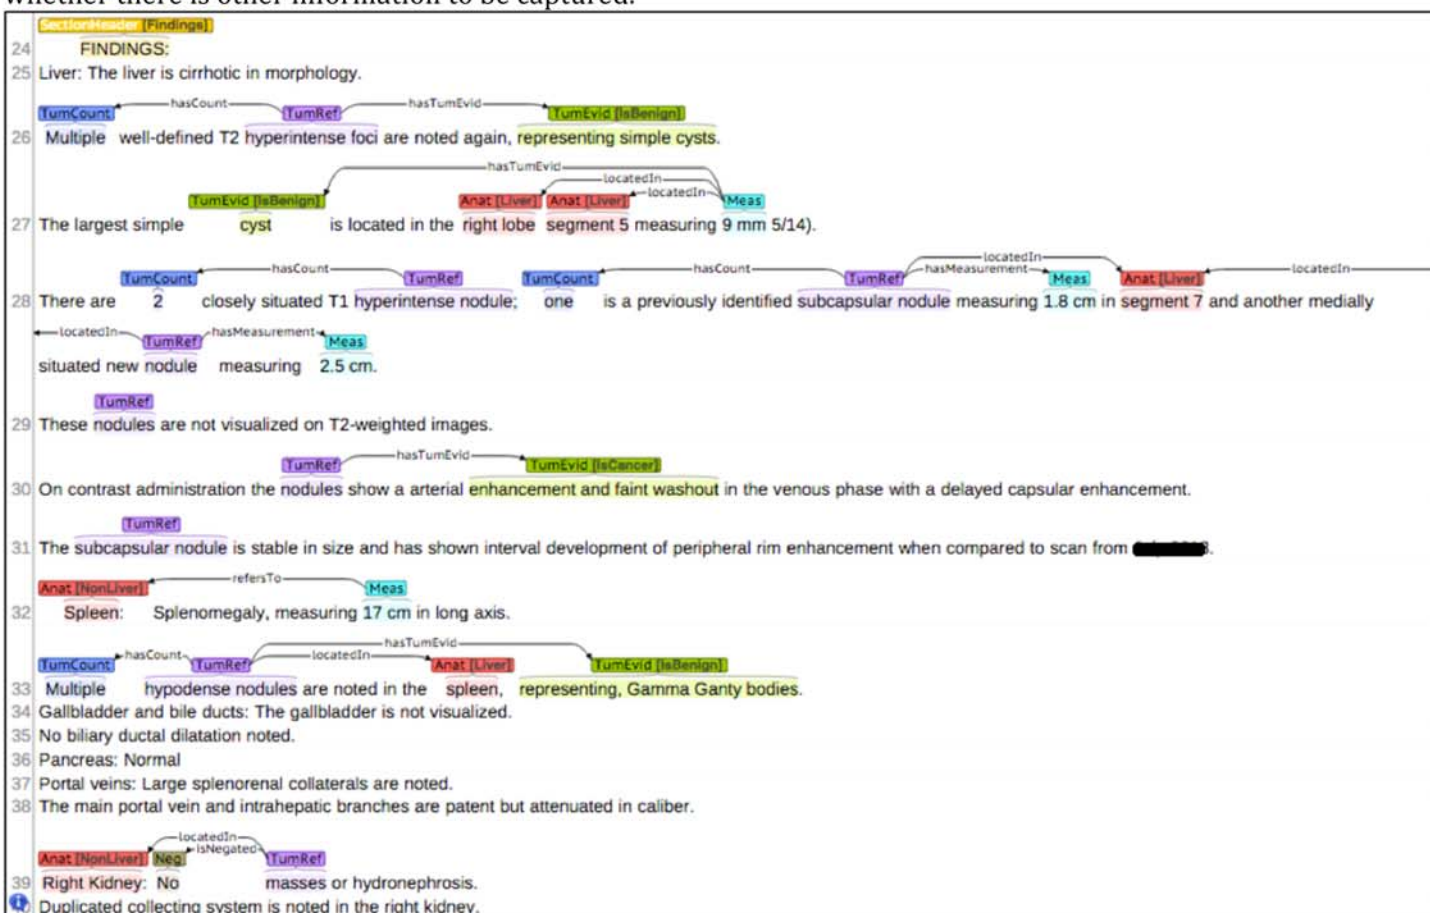 whether there is other information to be captured.
SectionHeader [Findings]
24 FINDINGS:
25 Liver: The liver is cirrhotic in morphology.
TumCount hasCount TumRef hasTumEvid TumEvid [IsBenign]
26 Multiple well-defined T2 hyperintense foci are noted again, representing simple cysts.
hasTumEvid
locatedIn
TumEvid [IsBenign] Anat [Liver] Anat [Liver] locatedIn Meas
27 The largest simple cyst is located in the right lobe segment 5 measuring 9 mm 5/14).
locatedIn
TumCount hasCount TumRef TumCount hasCount TumRef hasMeasurement Meas Anat [Liver] locatedIn
28 There are 2 closely situated T1 hyperintense nodule; one is a previously identified subcapsular nodule measuring 1.8 cm in segment 7 and another medially
locatedIn TumRef hasMeasurement Meas
situated new nodule measuring 2.5 cm.
TumRef
29 These nodules are not visualized on T2-weighted images.
TumRef hasTumEvid TumEvid [IsCancer]
30 On contrast administration the nodules show a arterial enhancement and faint washout in the venous phase with a delayed capsular enhancement.
TumRef
31 The subcapsular nodule is stable in size and has shown interval development of peripheral rim enhancement when compared to scan from
Anat [NonLiver] refersTo Meas
32 Spleen: Splenomegaly, measuring 17 cm in long axis.
hasTumEvid
TumCount hasCount TumRef locatedIn Anat [Liver] TumEvid [IsBenign]
33 Multiple hypodense nodules are noted in the spleen, representing, Gamma Ganty bodies.
34 Gallbladder and bile ducts: The gallbladder is not visualized.
35 No biliary ductal dilatation noted.
36 Pancreas: Normal
37 Portal veins: Large splenorenal collaterals are noted.
38 The main portal vein and intrahepatic branches are patent but attenuated in caliber.
locatedIn
Anat [NonLiver] Neg isNegated TumRef
39 Right Kidney: No masses or hydronephrosis.
Duplicated collecting system is noted in the right kidney.